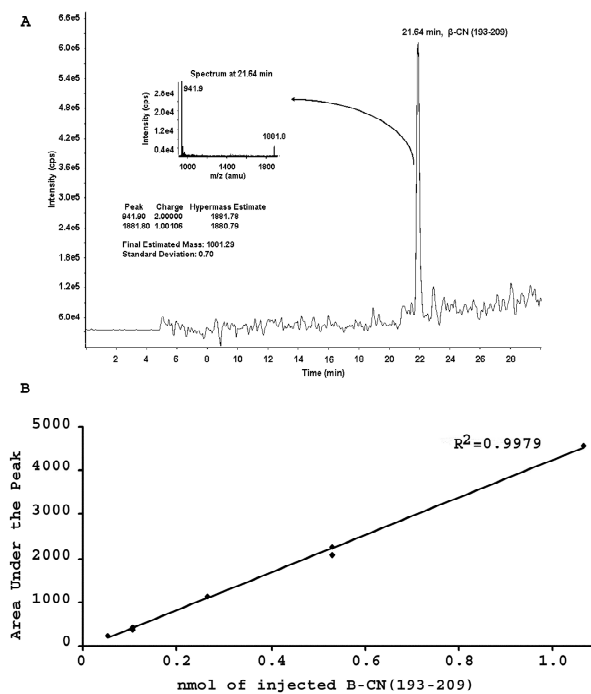 A
6.6e5
6.0e5
5.4e5
4.8e5
4.2e5
3.6e5
3.0e5
2.4e5
1.8e5
1.2e5
6.0e4
Intensity (cps)
21.64 min, β-CN (193-209)
Spectrum at 21.64 min
2.8e4
2.0e4
1.2e4
0.4e4
Intensity (cps)
941.9
1801.8
1000 1400 1800
m/z (amu)
Peak Charge Hypermass Estimate
941.90 2.00000 1881.78
1881.80 1.00106 1880.79
Final Estimated Mass: 1001.29
Standard Deviation: 0.70
2 4 6 8 10 12 14 16 18 20 22 24 26 28 20
Time (min)
B
5000
4000
3000
2000
1000
0
Area Under the Peak
R²=0.9979
0 0.2 0.4 0.6 0.8 1.0
nmol of injected B-CN(193-209)